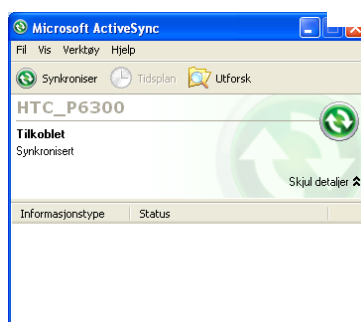 Microsoft ActiveSync
Fil Vis Verktøy Hjelp
Synkroniser Tidsplan Utforsk
HTC_P6300
Tilkoblet
Synkronisert
Skjul detaljer
Informasjonstype Status